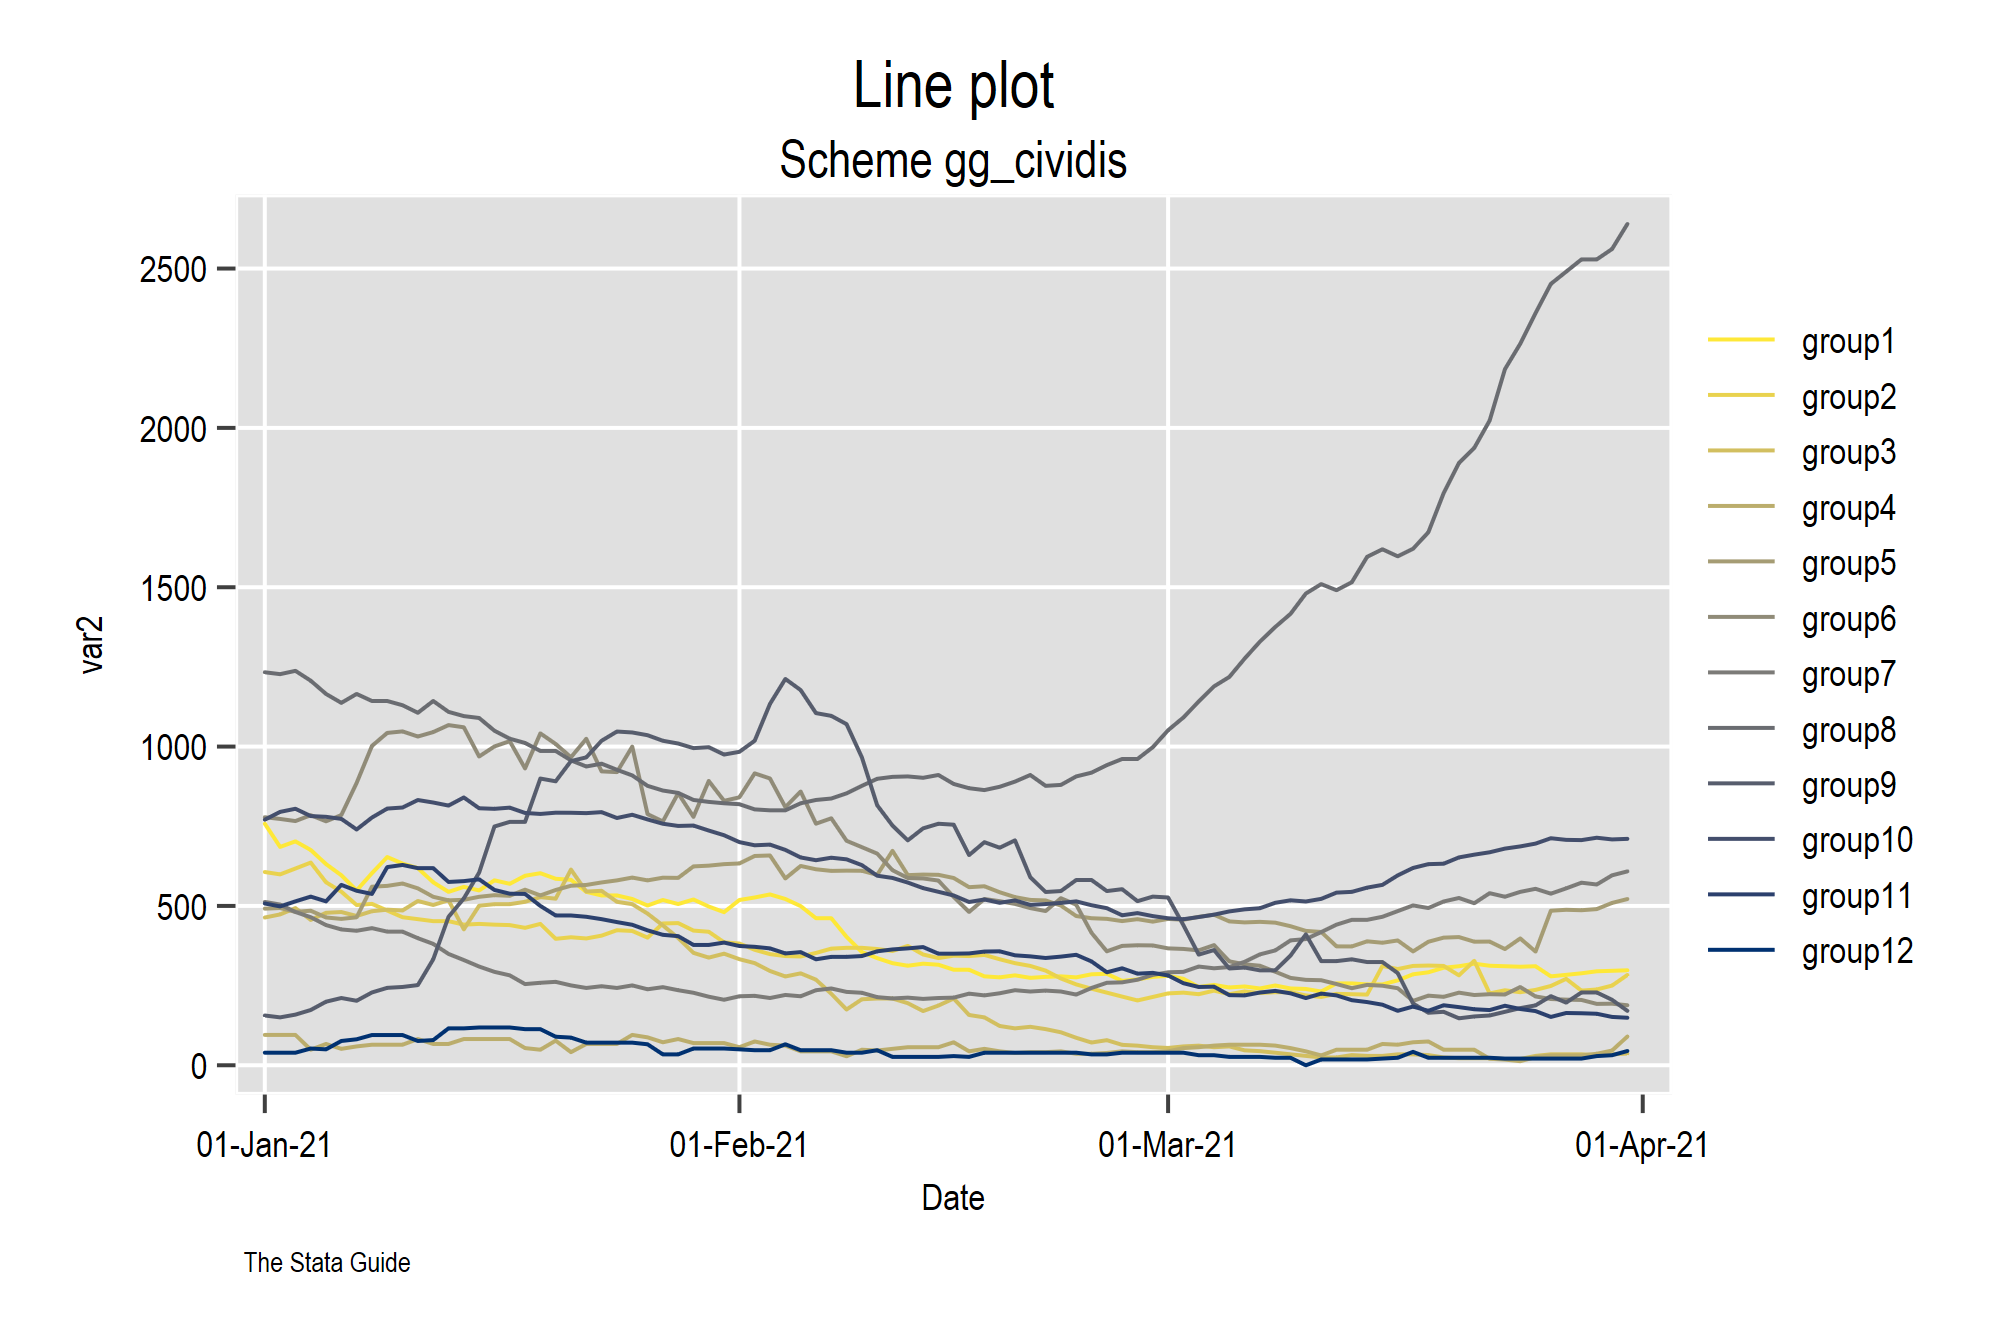 Line plot
Scheme gg_cividis
var2
2500
2000
1500
1000
500
0
01-Jan-21
01-Feb-21
01-Mar-21
01-Apr-21
Date
group1
group2
group3
group4
group5
group6
group7
group8
group9
group10
group11
group12
The Stata Guide